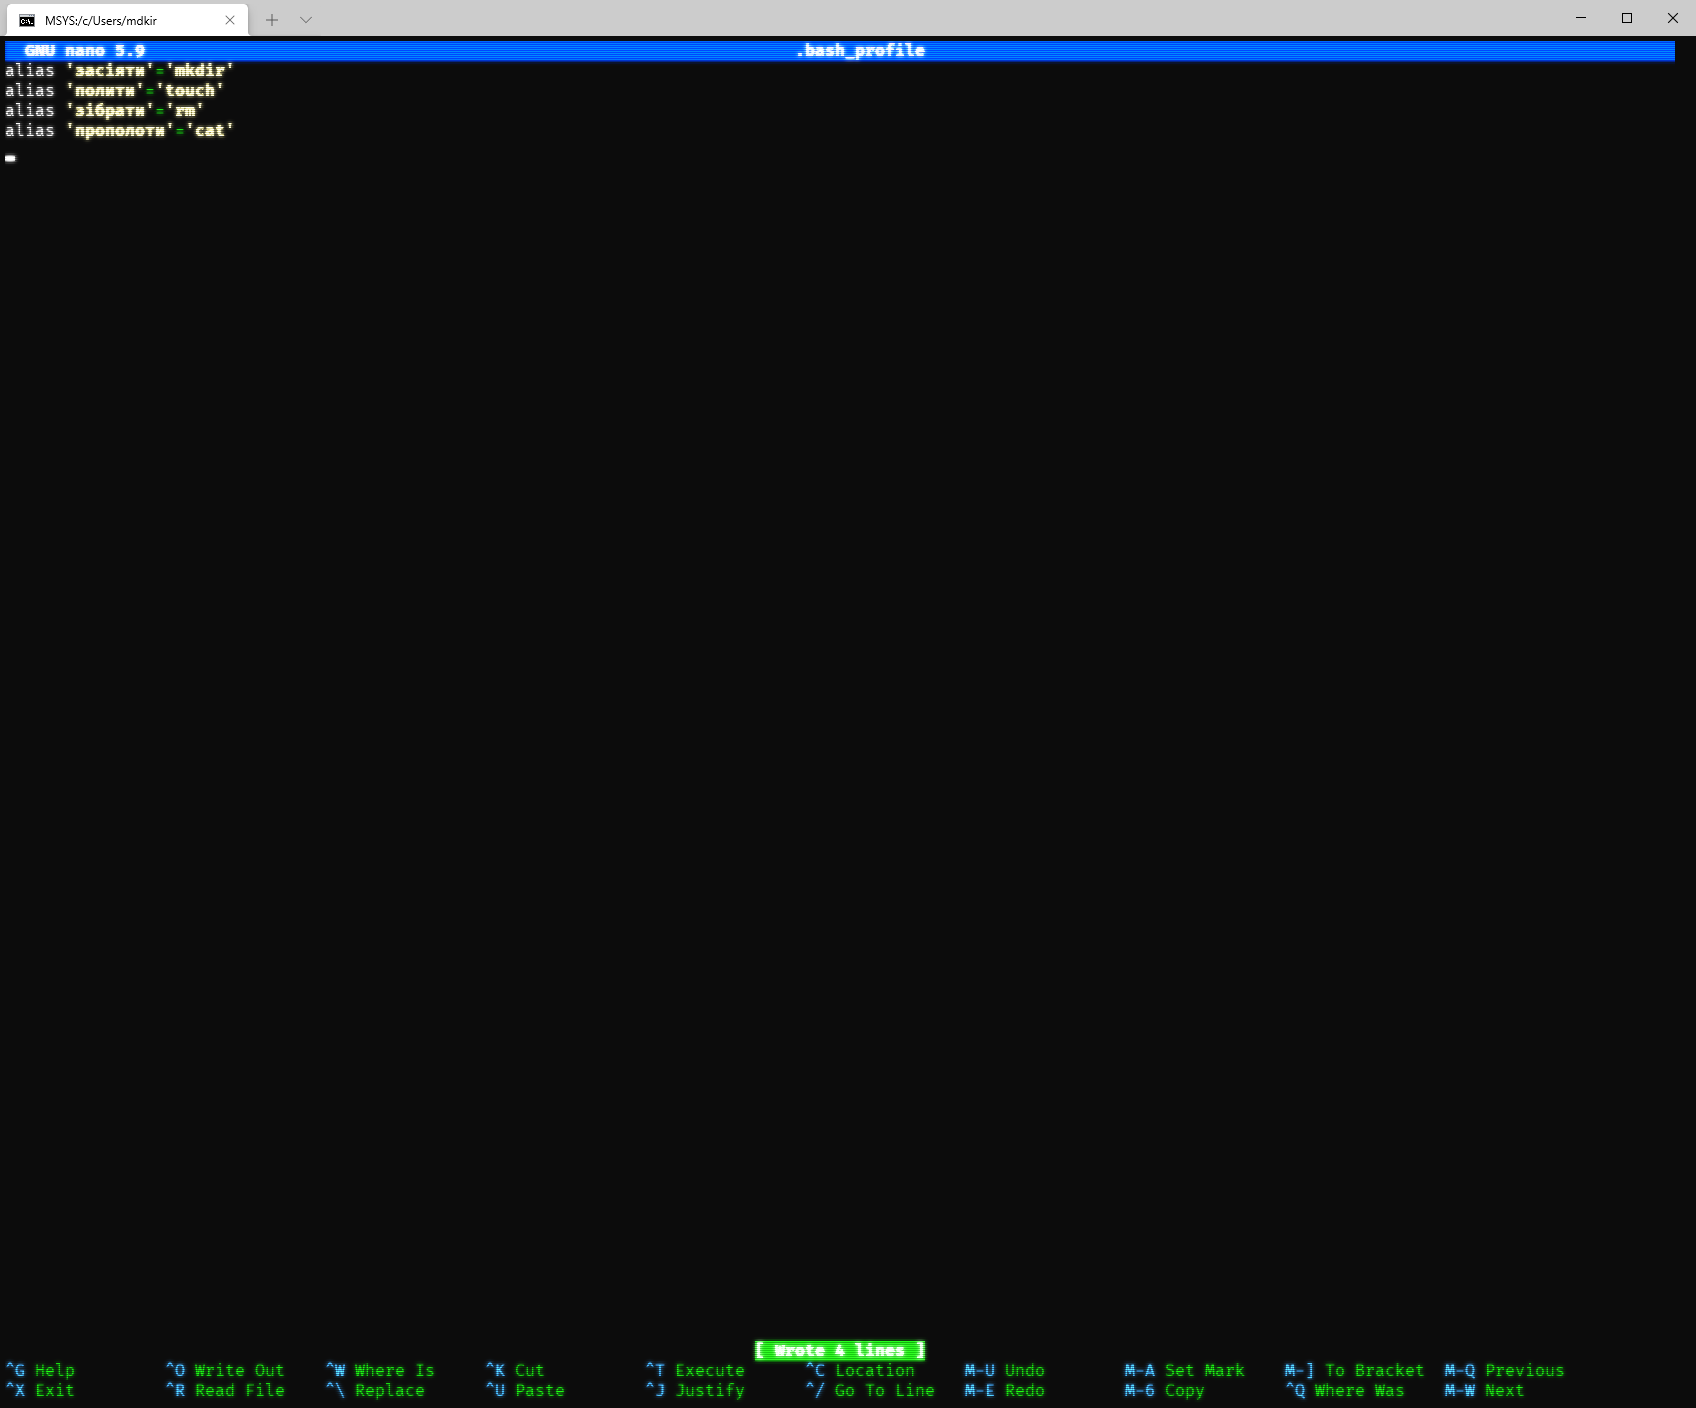 MSYS:/c/Users/mdkir
GNU nano 5.9 .bash_profile
alias 'засіяти'='mkdir'
alias 'полити'='touch'
alias 'зібрати'='rm'
alias 'прополоти'='cat'
[ Wrote 4 lines ]
^G Help ^O Write Out ^W Where Is ^K Cut ^T Execute ^C Location M-U Undo M-A Set Mark M-] To Bracket M-Q Previous
^X Exit ^R Read File ^\ Replace ^U Paste ^J Justify ^/ Go To Line M-E Redo M-6 Copy ^Q Where Was M-W Next